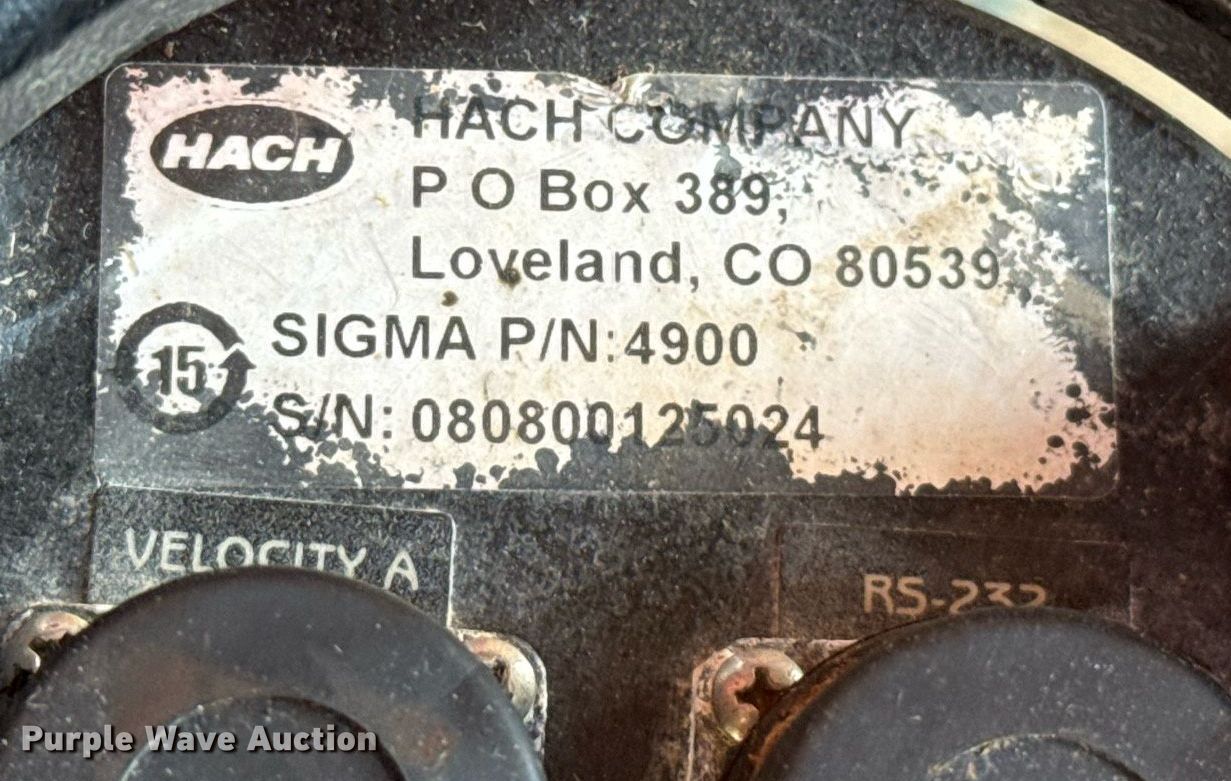 HACH
HACH COMPANY
P O Box 389,
Loveland, CO 80539
15
SIGMA P/N:4900
S/N: 080800125024
VELOCITY A
RS-232
Purple Wave Auction